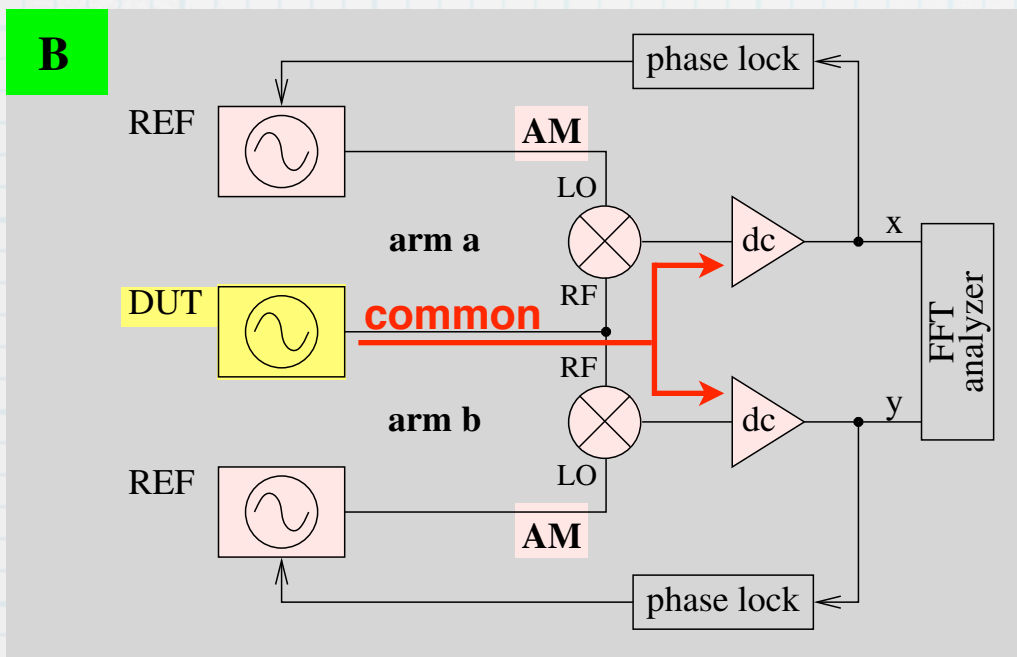 B
phase lock
REF
AM
LO
arm a
dc
x
RF
DUT
common
FFT
analyzer
RF
arm b
dc
y
REF
LO
AM
phase lock